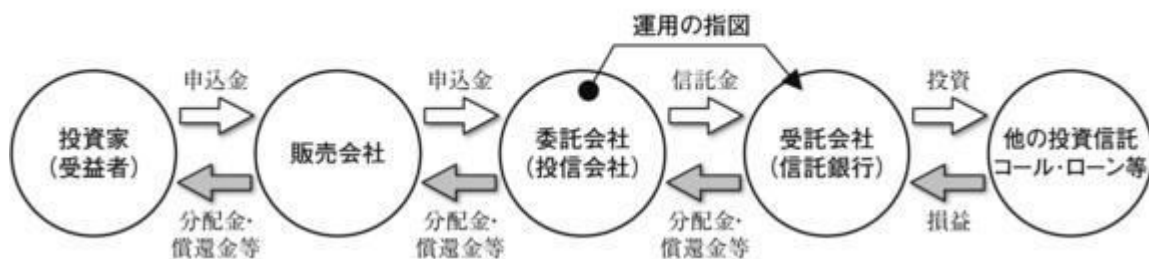 運用の指図
申込金
申込金
信託金
投資
投資家
(受益者)
販売会社
委託会社
(投信会社)
受託会社
(信託銀行)
他の投資信託
コール・ローン等
分配金・
償還金等
分配金・
償還金等
分配金・
償還金等
損益